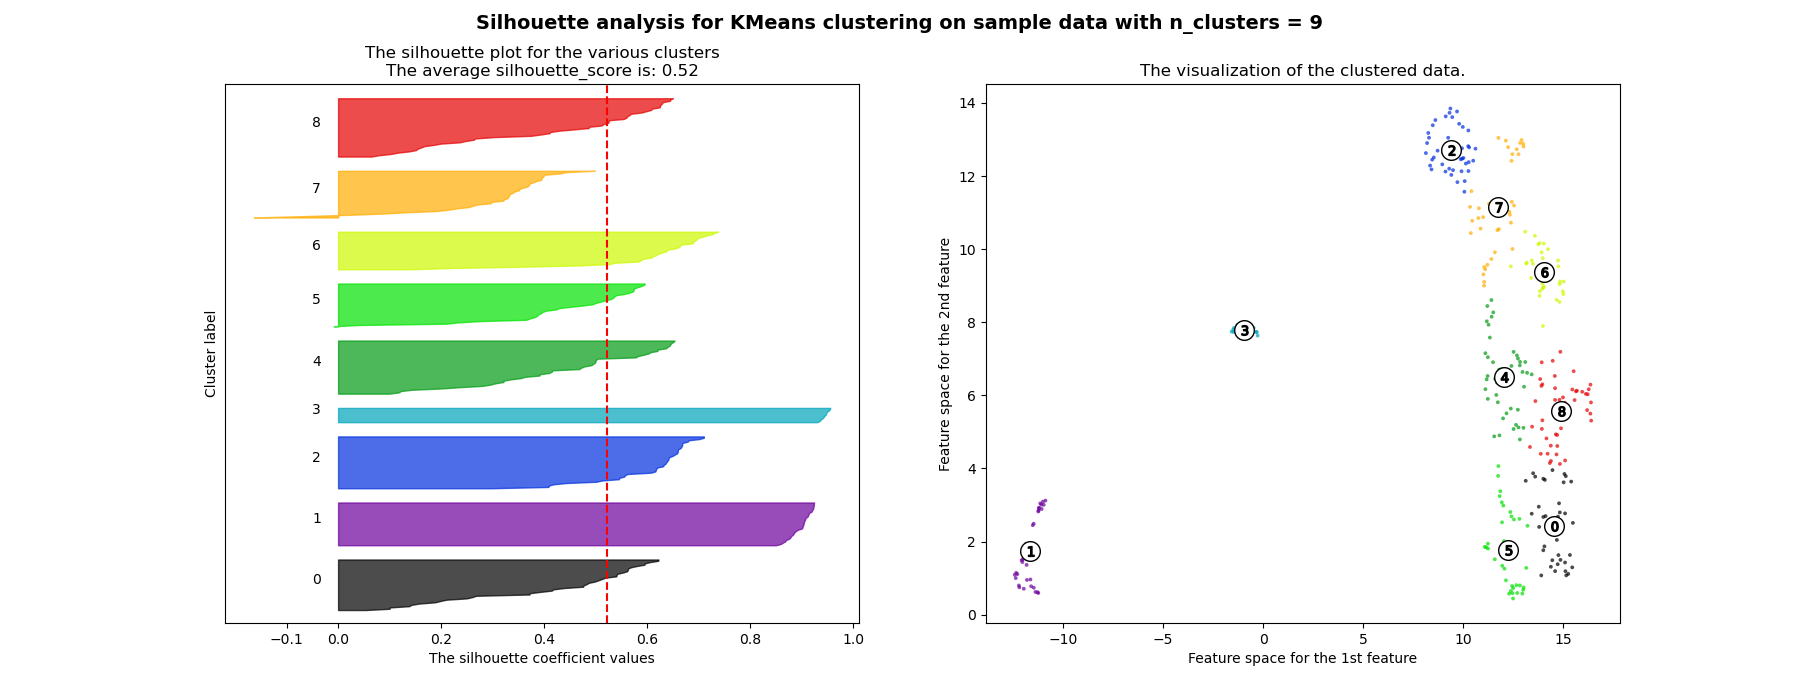 Silhouette analysis for KMeans clustering on sample data with n_clusters = 9
The silhouette plot for the various clusters
The average silhouette_score is: 0.52
8
7
6
5
4
3
2
1
0
Cluster label
−0.1 0.0 0.2 0.4 0.6 0.8 1.0
The silhouette coefficient values
The visualization of the clustered data.
14
12
10
8
6
4
2
0
Feature space for the 2nd feature
2
7
6
3
4
8
0
1
5
−10 −5 0 5 10 15
Feature space for the 1st feature